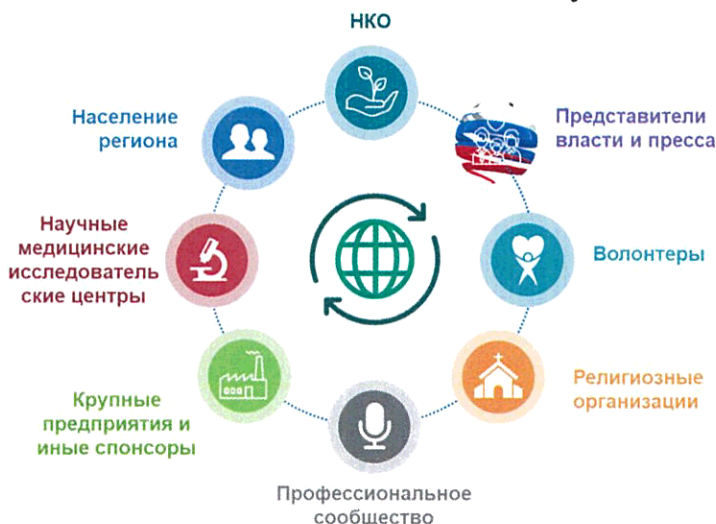 НКО
Представители
власти и пресса
Волонтеры
Религиозные
организации
Профессиональное
сообщество
Крупные
предприятия и
иные спонсоры
Научные
медицинские
исследователь
ские центры
Население
региона